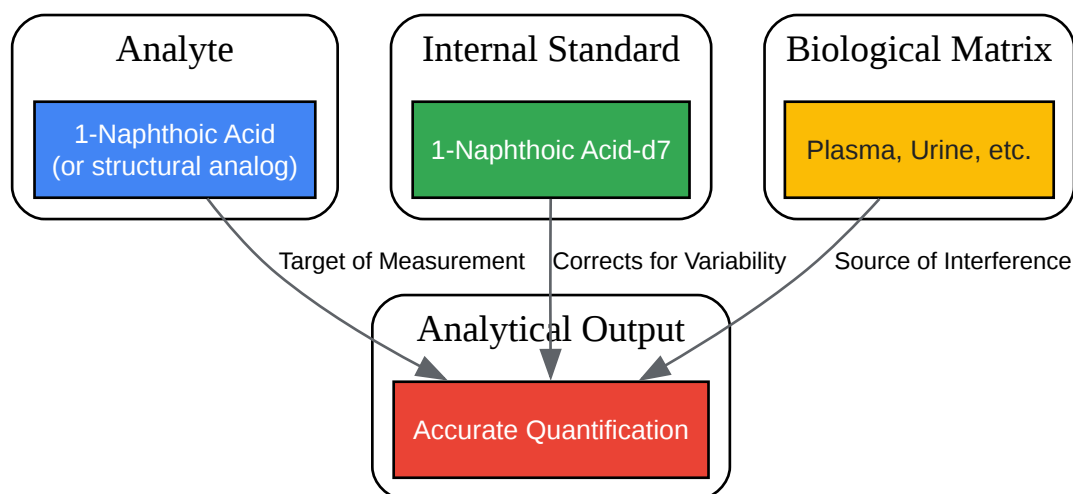 Analyte
Internal Standard
Biological Matrix
1-Naphthoic Acid
(or structural analog)
1-Naphthoic Acid-d7
Plasma, Urine, etc.
Target of Measurement
Corrects for Variability
Source of Interference
Analytical Output
Accurate Quantification